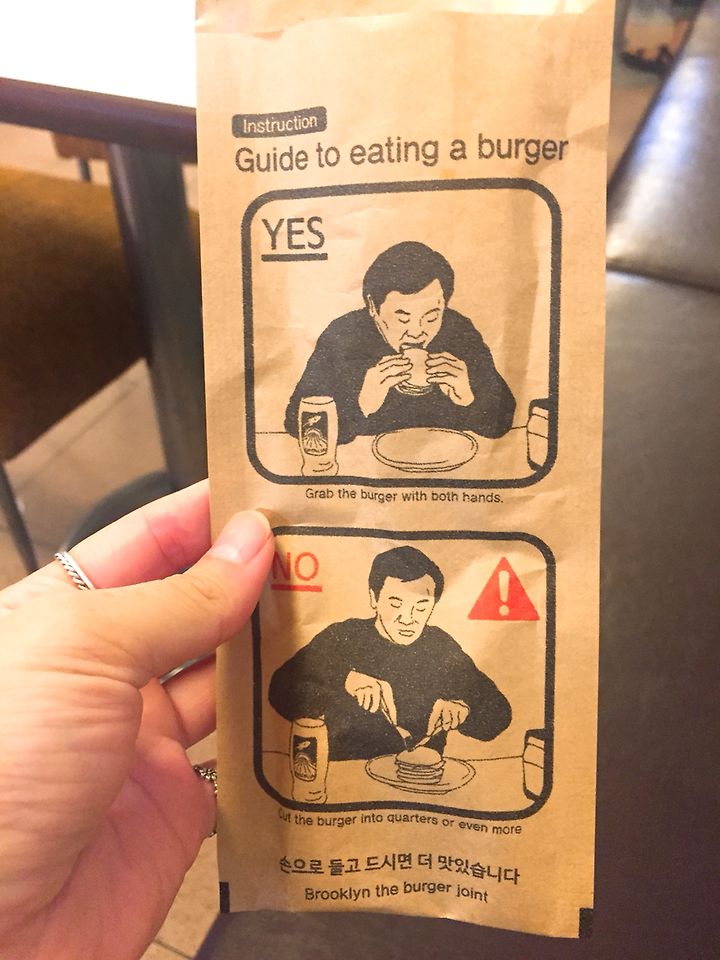 Instruction
Guide to eating a burger
YES
Grab the burger with both hands.
NO
Cut the burger into quarters or even more
손으로 들고 드시면 더 맛있습니다
Brooklyn the burger joint